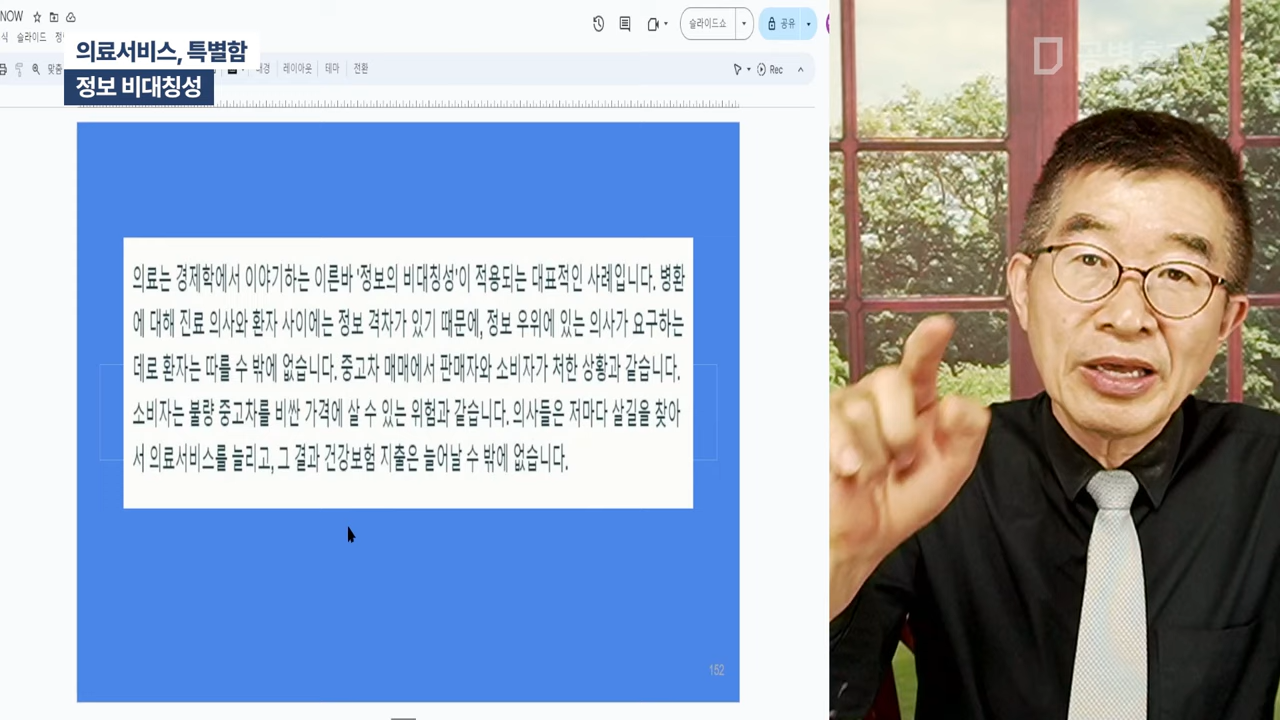 NOW
슬라이드
슬라이드쇼
공유
의료서비스, 특별함
정보 비대칭성
레이아웃
테마
전환
Rec
공병호TV
의료는 경제학에서 이야기하는 이른바 '정보의 비대칭성'이 적용되는 대표적인 사례입니다. 병환
에 대해 진료 의사와 환자 사이에는 정보 격차가 있기 때문에, 정보 우위에 있는 의사가 요구하는
데로 환자는 따를 수 밖에 없습니다. 중고차 매매에서 판매자와 소비자가 처한 상황과 같습니다.
소비자는 불량 중고차를 비싼 가격에 살 수 있는 위험과 같습니다. 의사들은 저마다 살길을 찾아
서 의료서비스를 늘리고, 그 결과 건강보험 지출은 늘어날 수 밖에 없습니다.
152